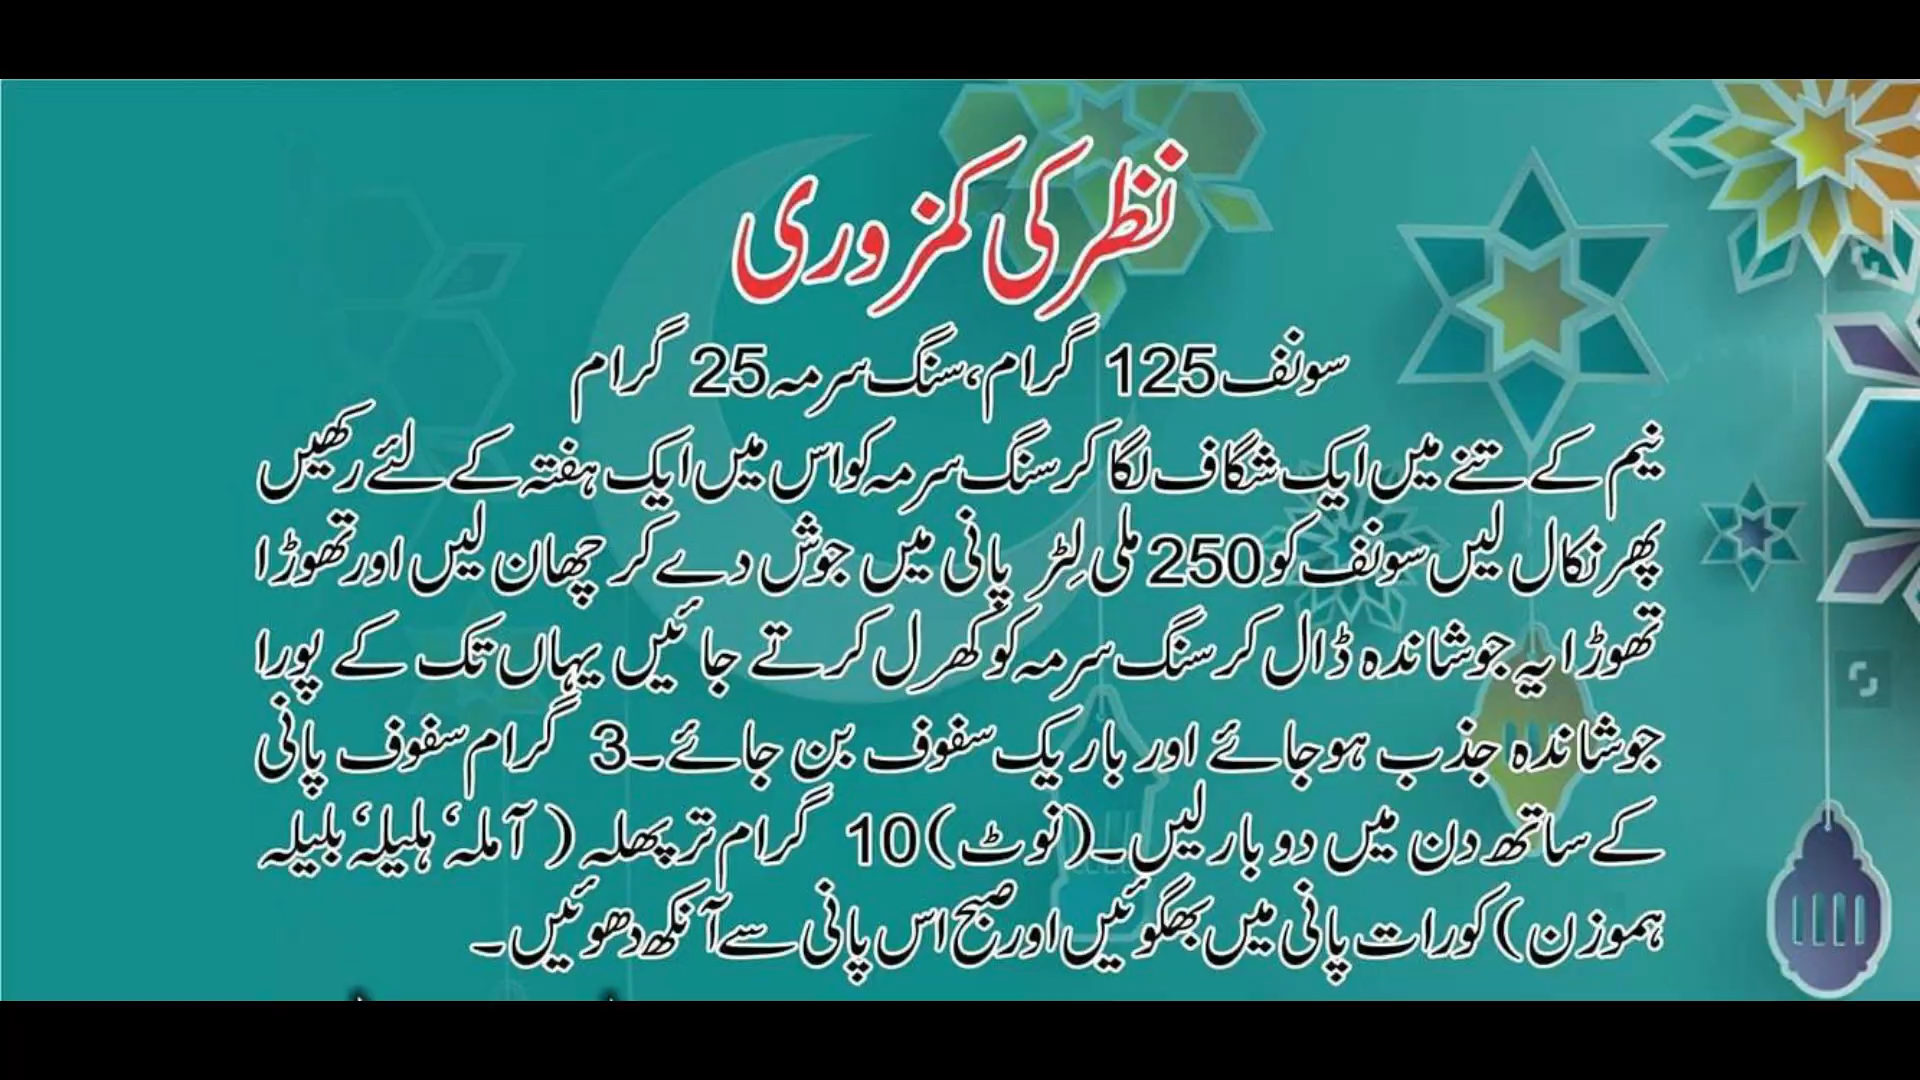 نظر کی کمزوری
سونف 125 گرام، سنگ سرمہ 25 گرام
نیم کے تنے میں ایک شگاف لگا کر سنگ سرمہ کو اس میں ایک ہفتہ کے لئے رکھیں
پھر نکال لیں سونف کو 250 ملی لِٹر پانی میں جوش دے کر چھان لیں اور تھوڑا
تھوڑا یہ جوشاندہ ڈال کر سنگ سرمہ کو کھرل کرتے جائیں یہاں تک کے پورا
جوشاندہ جذب ہوجائے اور باریک سفوف بن جائے۔ 3 گرام سفوف پانی
کے ساتھ دن میں دو بار لیں۔ (نوٹ) 10 گرام ترپھلہ (آملہ‘ ہلیلہ‘ بلیلہ
ہموزن) کو رات پانی میں بھگوئیں اور صبح اس پانی سے آنکھ دھوئیں۔